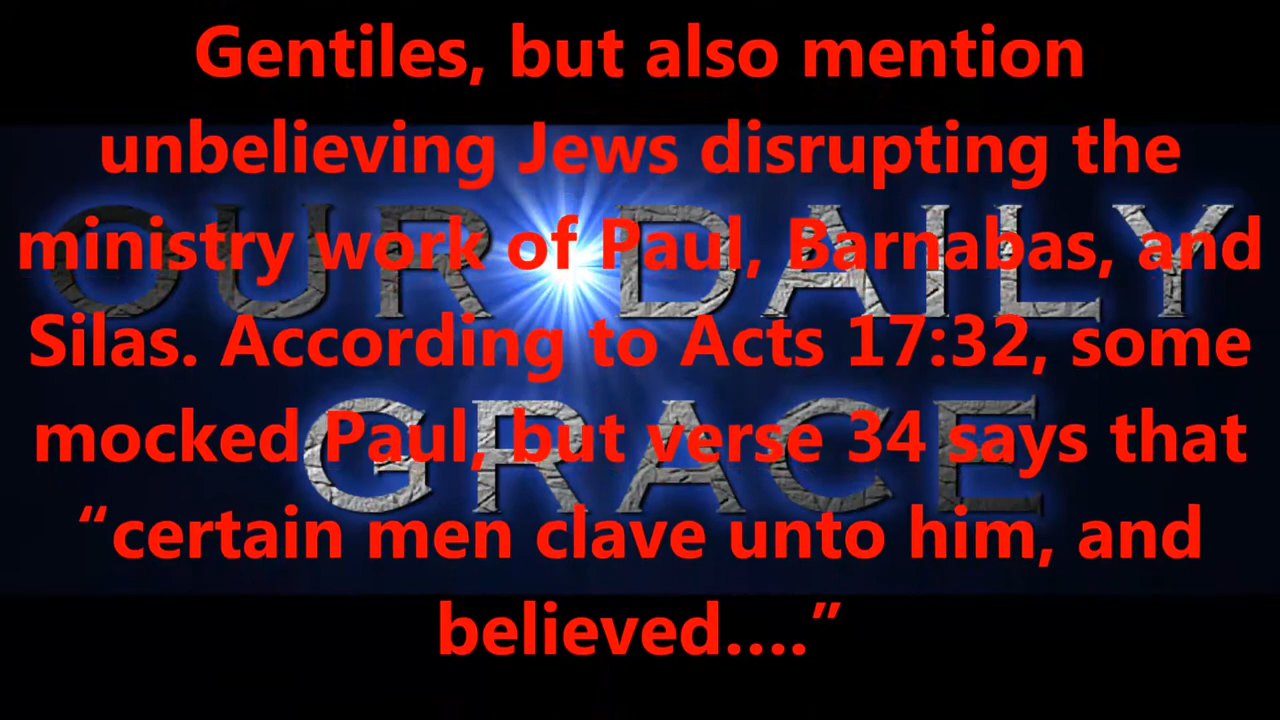 Gentiles, but also mention
unbelieving Jews disrupting the
ministry work of Paul, Barnabas, and
Silas. According to Acts 17:32, some
mocked Paul, but verse 34 says that
“certain men clave unto him, and
believed....”
OUR DAILY
GRACE